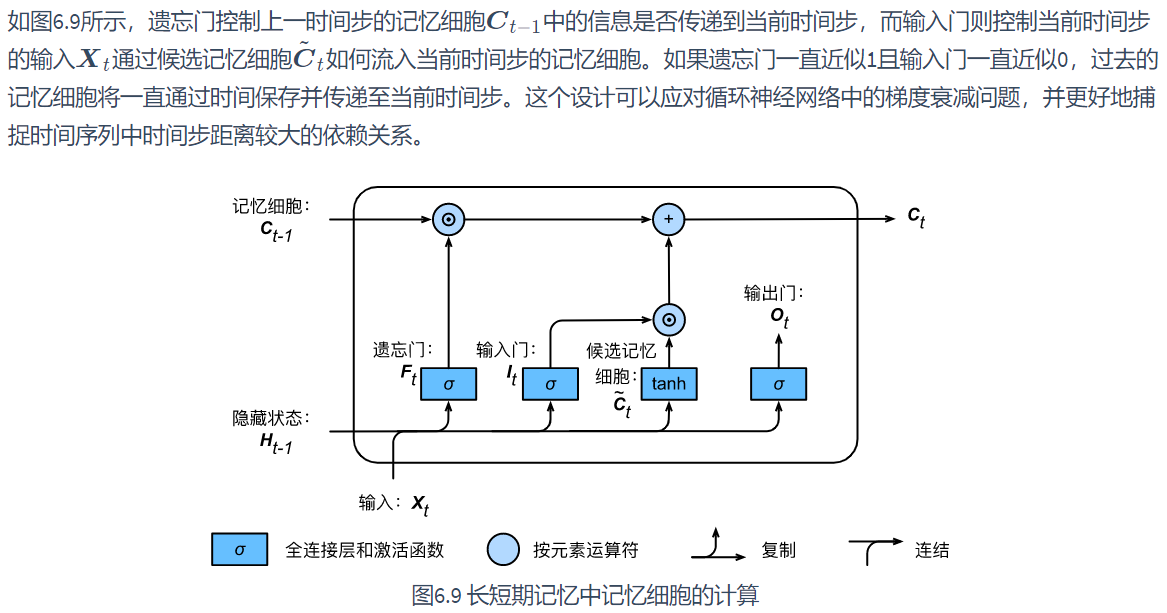 如图6.9所示，遗忘门控制上一时间步的记忆细胞Cₜ₋₁中的信息是否传递到当前时间步，而输入门则控制当前时间步
的输入Xₜ通过候选记忆细胞C̃ₜ如何流入当前时间步的记忆细胞。如果遗忘门一直近似1且输入门一直近似0，过去的
记忆细胞将一直通过时间保存并传递至当前时间步。这个设计可以应对循环神经网络中的梯度衰减问题，并更好地捕
捉时间序列中时间步距离较大的依赖关系。
记忆细胞：
Cₜ₋₁
+
Cₜ
输出门：
Oₜ
遗忘门：
Fₜ
σ
输入门：
Iₜ
σ
候选记忆
细胞：
C̃ₜ
tanh
σ
隐藏状态：
Hₜ₋₁
输入：Xₜ
σ 全连接层和激活函数
按元素运算符
复制
连结
图6.9 长短期记忆中记忆细胞的计算